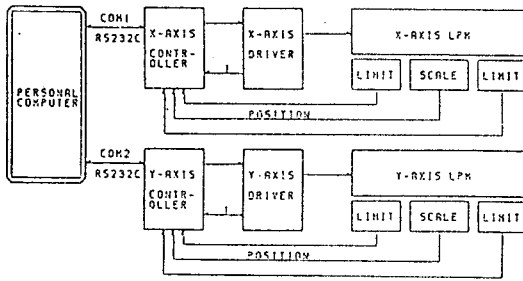 PERSONAL
COMPUTER
COM1
RS232C
X-AXIS
CONTR-
OLLER
X-AXIS
DRIVER
X-AXIS LPM
LIMIT
SCALE
LIMIT
POSITION
COM2
RS232C
Y-AXIS
CONTR-
OLLER
Y-AXIS
DRIVER
Y-AXIS LPM
LIMIT
SCALE
LIMIT
POSITION